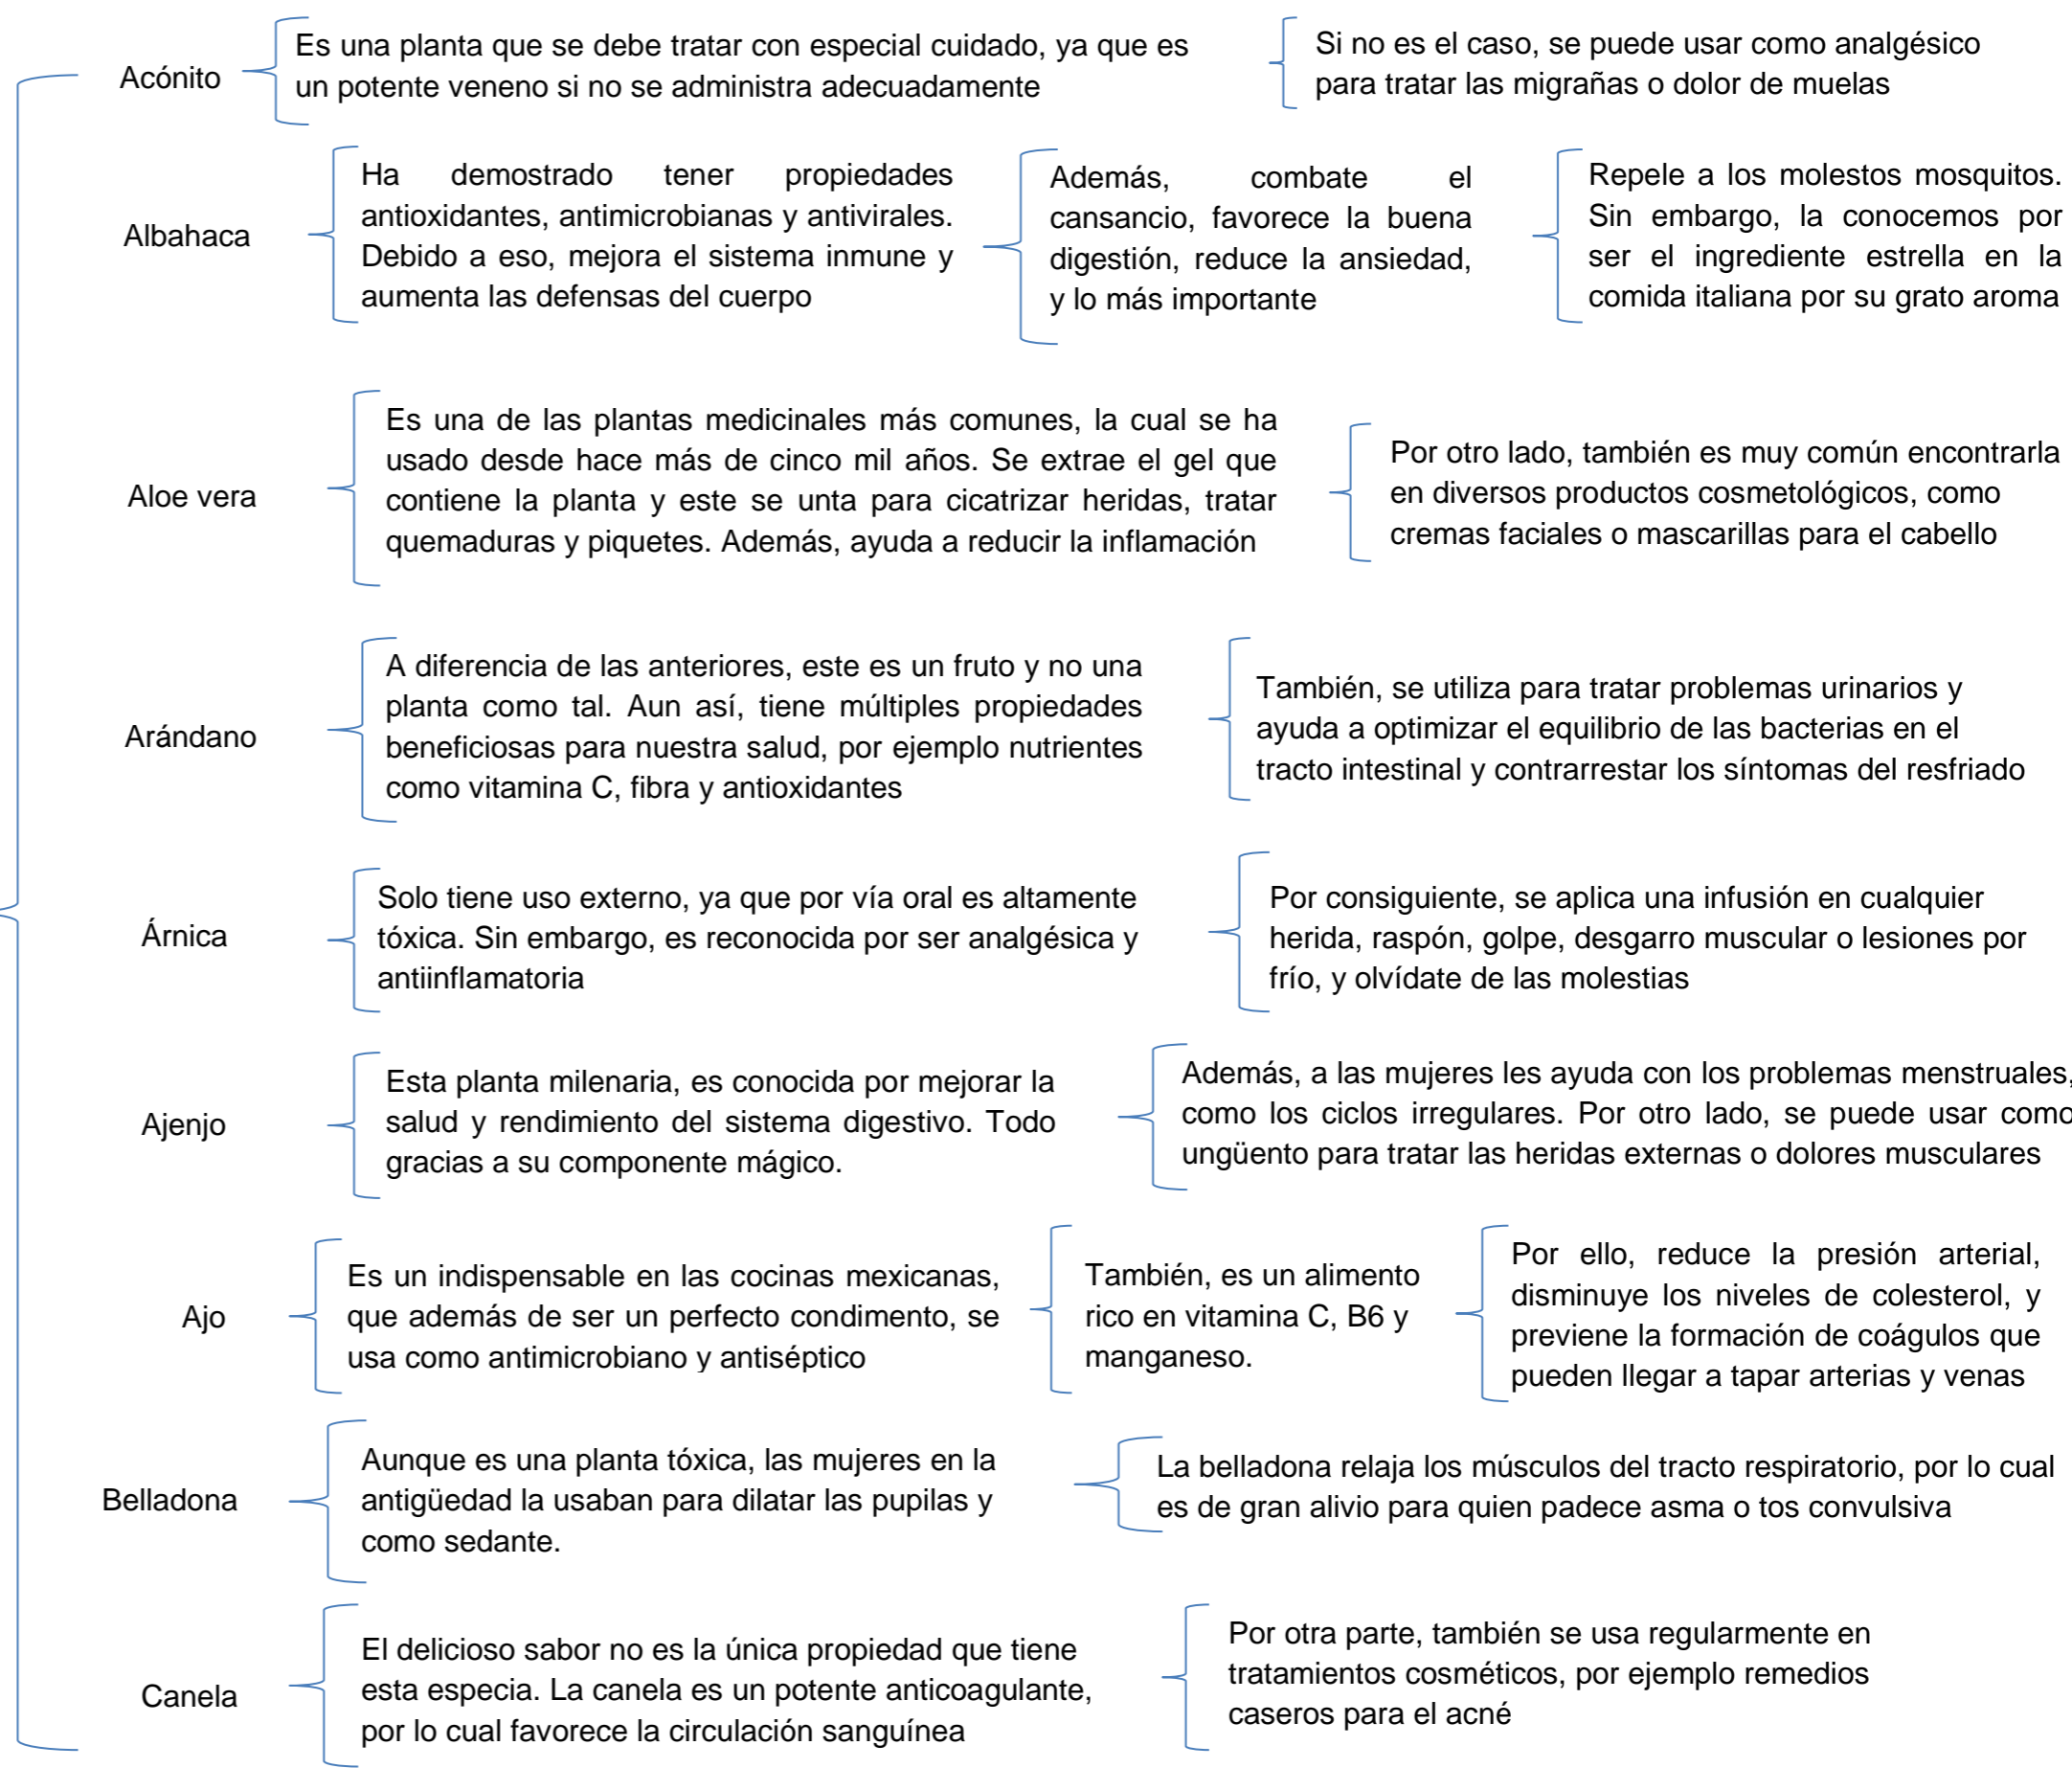 Acónito
Es una planta que se debe tratar con especial cuidado, ya que es
un potente veneno si no se administra adecuadamente
Si no es el caso, se puede usar como analgésico
para tratar las migrañas o dolor de muelas
Albahaca
Ha demostrado tener propiedades
antioxidantes, antimicrobianas y antivirales.
Debido a eso, mejora el sistema inmune y
aumenta las defensas del cuerpo
Además, combate el
cansancio, favorece la buena
digestión, reduce la ansiedad,
y lo más importante
Repele a los molestos mosquitos.
Sin embargo, la conocemos por
ser el ingrediente estrella en la
comida italiana por su grato aroma
Aloe vera
Es una de las plantas medicinales más comunes, la cual se ha
usado desde hace más de cinco mil años. Se extrae el gel que
contiene la planta y este se unta para cicatrizar heridas, tratar
quemaduras y piquetes. Además, ayuda a reducir la inflamación
Por otro lado, también es muy común encontrarla
en diversos productos cosmetológicos, como
cremas faciales o mascarillas para el cabello
Arándano
A diferencia de las anteriores, este es un fruto y no una
planta como tal. Aun así, tiene múltiples propiedades
beneficiosas para nuestra salud, por ejemplo nutrientes
como vitamina C, fibra y antioxidantes
También, se utiliza para tratar problemas urinarios y
ayuda a optimizar el equilibrio de las bacterias en el
tracto intestinal y contrarrestar los síntomas del resfriado
Árnica
Solo tiene uso externo, ya que por vía oral es altamente
tóxica. Sin embargo, es reconocida por ser analgésica y
antiinflamatoria
Por consiguiente, se aplica una infusión en cualquier
herida, raspón, golpe, desgarro muscular o lesiones por
frío, y olvídate de las molestias
Ajenjo
Esta planta milenaria, es conocida por mejorar la
salud y rendimiento del sistema digestivo. Todo
gracias a su componente mágico.
Además, a las mujeres les ayuda con los problemas menstruales,
como los ciclos irregulares. Por otro lado, se puede usar como
ungüento para tratar las heridas externas o dolores musculares
Ajo
Es un indispensable en las cocinas mexicanas,
que además de ser un perfecto condimento, se
usa como antimicrobiano y antiséptico
También, es un alimento
rico en vitamina C, B6 y
manganeso.
Por ello, reduce la presión arterial,
disminuye los niveles de colesterol, y
previene la formación de coágulos que
pueden llegar a tapar arterias y venas
Belladona
Aunque es una planta tóxica, las mujeres en la
antigüedad la usaban para dilatar las pupilas y
como sedante.
La belladona relaja los músculos del tracto respiratorio, por lo cual
es de gran alivio para quien padece asma o tos convulsiva
Canela
El delicioso sabor no es la única propiedad que tiene
esta especia. La canela es un potente anticoagulante,
por lo cual favorece la circulación sanguínea
Por otra parte, también se usa regularmente en
tratamientos cosméticos, por ejemplo remedios
caseros para el acné